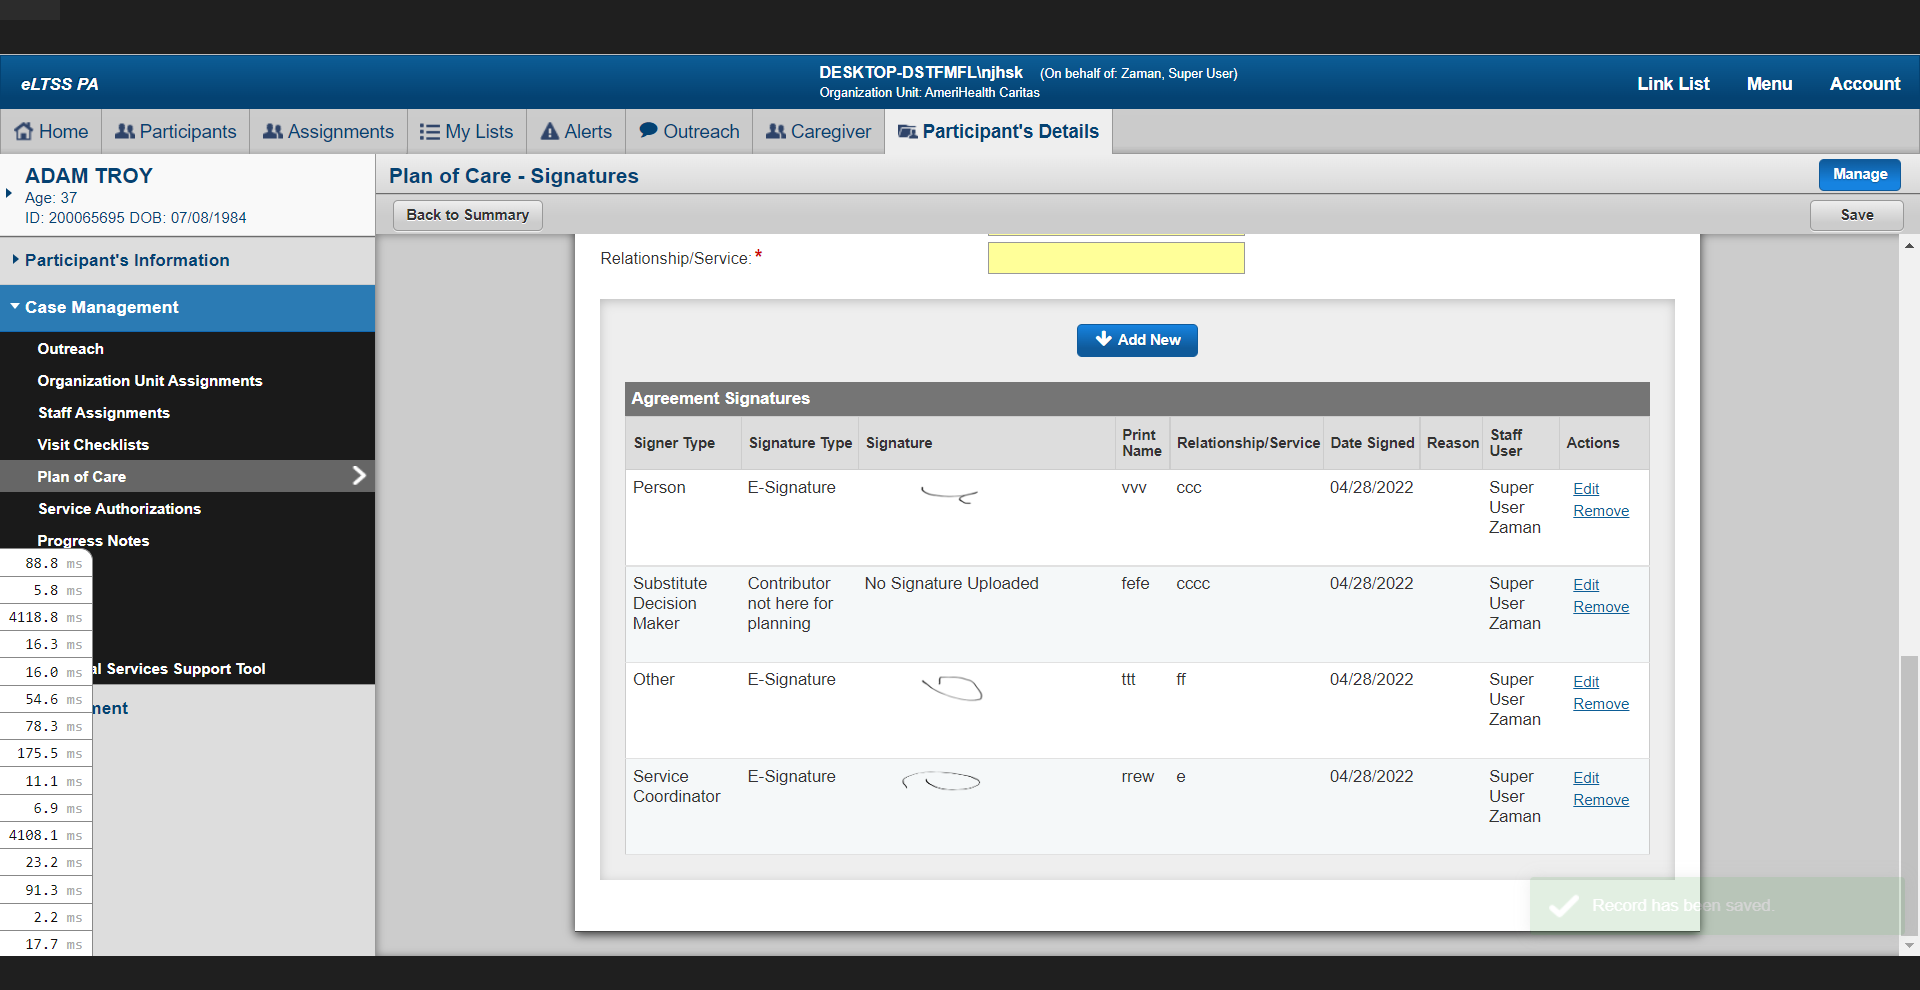 eLTSS PA
DESKTOP-DSTFMFL\njhsk (On behalf of: Zaman, Super User)
Organization Unit: AmeriHealth Caritas
Link List Menu Account
Home Participants Assignments My Lists Alerts Outreach Caregiver Participant's Details
ADAM TROY
Age: 37
ID: 200065695 DOB: 07/08/1984
Participant's Information
Case Management
Outreach
Organization Unit Assignments
Staff Assignments
Visit Checklists
Plan of Care
Service Authorizations
Progress Notes
al Services Support Tool
ment
88.8 ms
5.8 ms
4118.8 ms
16.3 ms
16.0 ms
54.6 ms
78.3 ms
175.5 ms
11.1 ms
6.9 ms
4108.1 ms
23.2 ms
91.3 ms
2.2 ms
17.7 ms
Plan of Care - Signatures
Manage
Back to Summary
Save
Relationship/Service: *
Add New
Agreement Signatures
Signer Type Signature Type Signature Print Name Relationship/Service Date Signed Reason Staff User Actions
Person E-Signature vvv ccc 04/28/2022 Super User Zaman Edit Remove
Substitute Decision Maker Contributor not here for planning No Signature Uploaded fefe cccc 04/28/2022 Super User Zaman Edit Remove
Other E-Signature ttt ff 04/28/2022 Super User Zaman Edit Remove
Service Coordinator E-Signature rrew e 04/28/2022 Super User Zaman Edit Remove
Record has been saved.